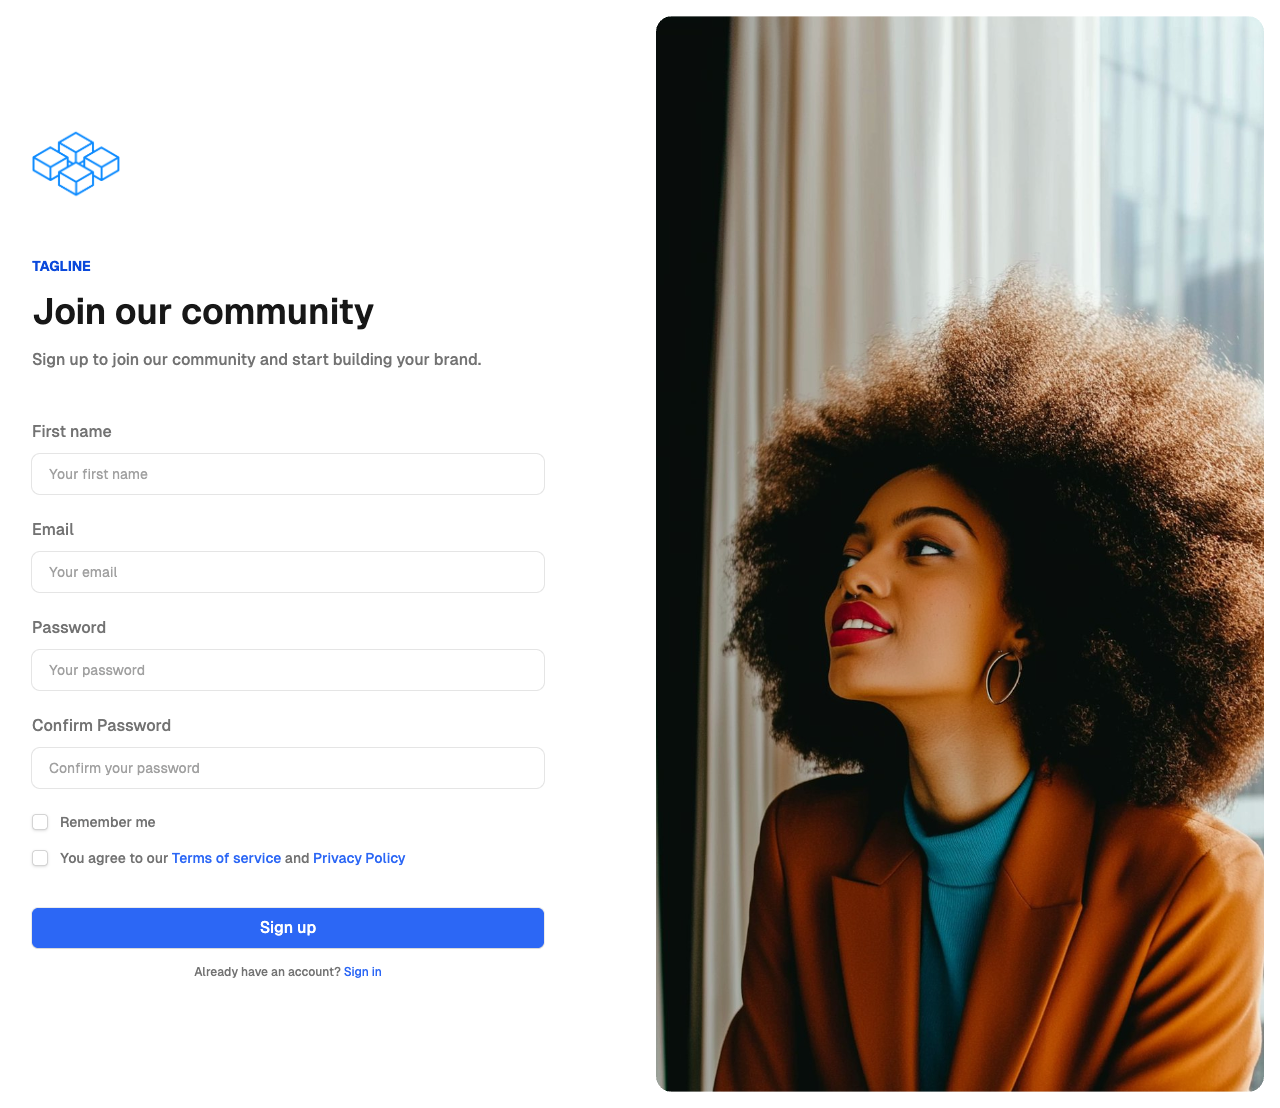 TAGLINE
Join our community
Sign up to join our community and start building your brand.
First name
Your first name
Email
Your email
Password
Your password
Confirm Password
Confirm your password
Remember me
You agree to our Terms of service and Privacy Policy
Sign up
Already have an account? Sign in